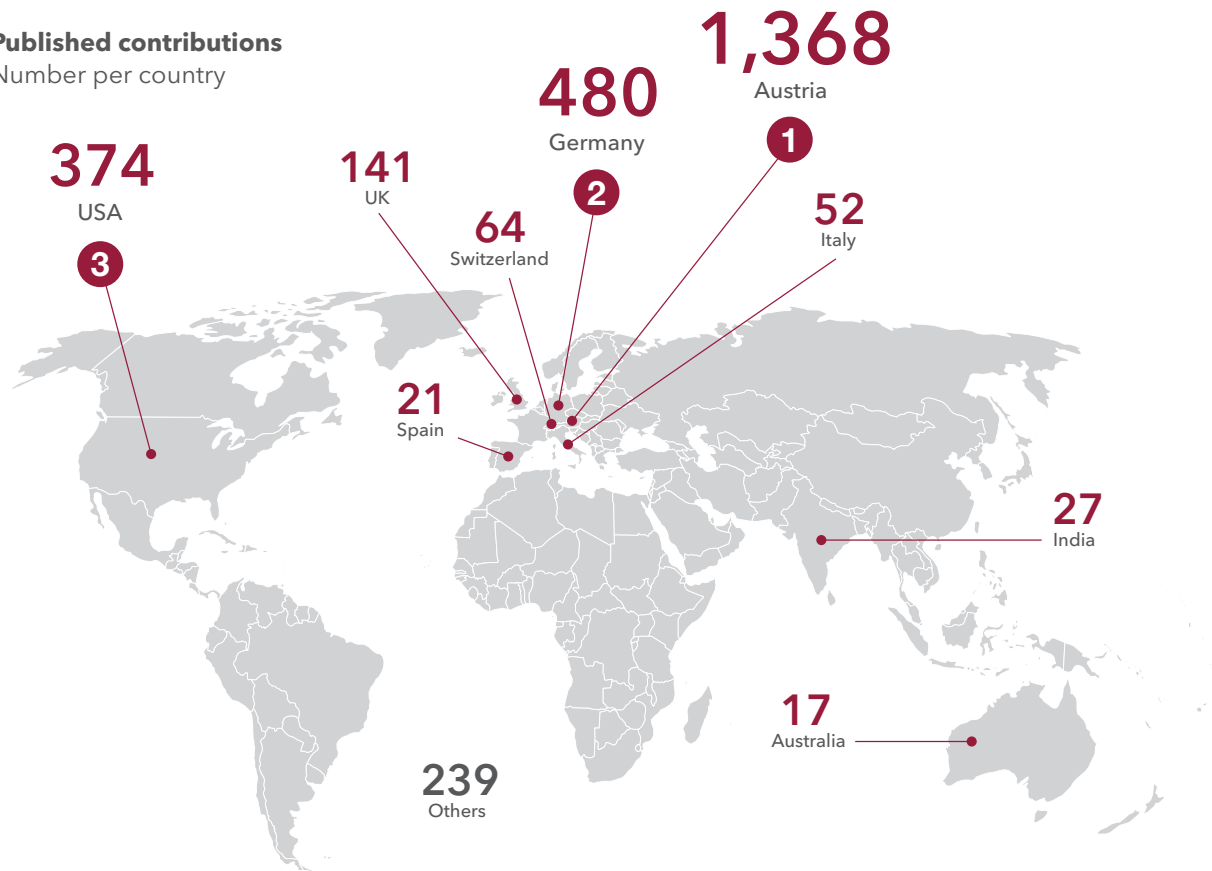 Published contributions
Number per country
1,368
Austria
1
480
Germany
2
374
USA
3
141
UK
64
Switzerland
52
Italy
21
Spain
27
India
17
Australia
239
Others